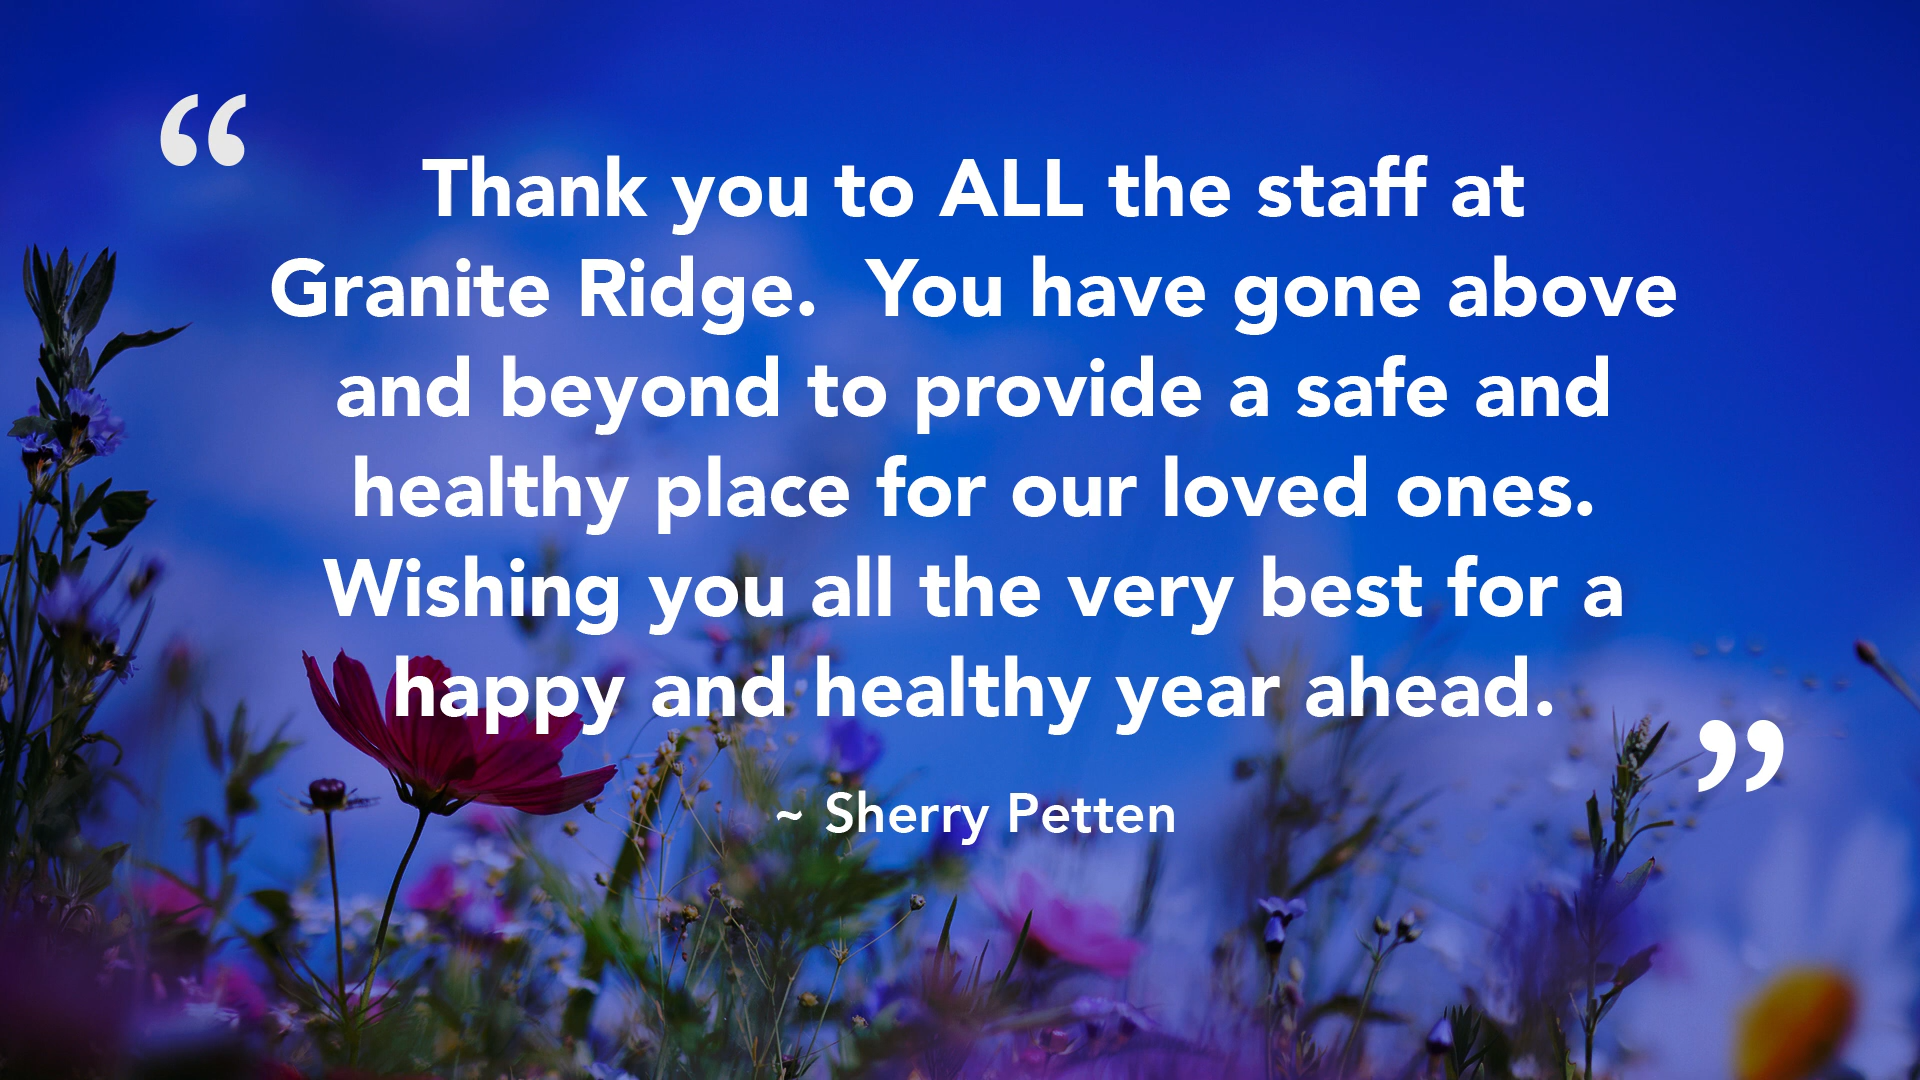 “
Thank you to ALL the staff at
Granite Ridge.  You have gone above
and beyond to provide a safe and
healthy place for our loved ones.
Wishing you all the very best for a
happy and healthy year ahead.
”
~ Sherry Petten